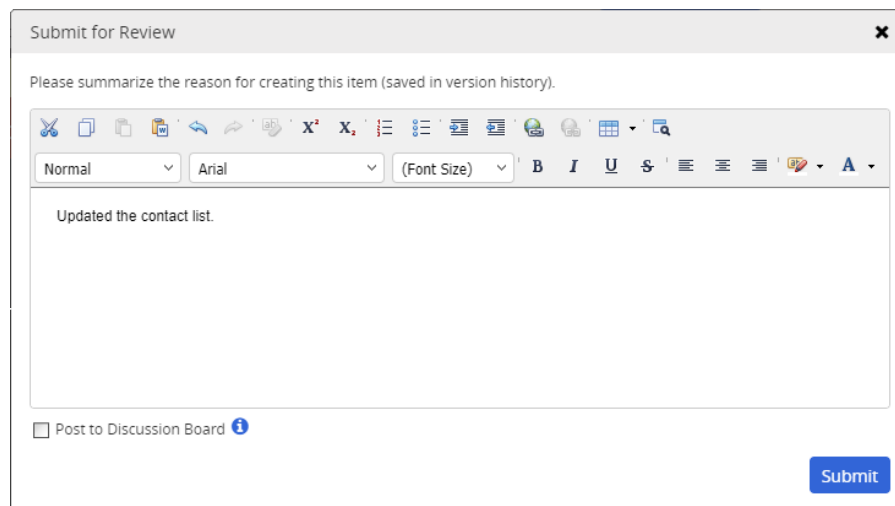 Submit for Review
Please summarize the reason for creating this item (saved in version history).
Normal Arial (Font Size) B I U S A
Updated the contact list.
Post to Discussion Board
Submit